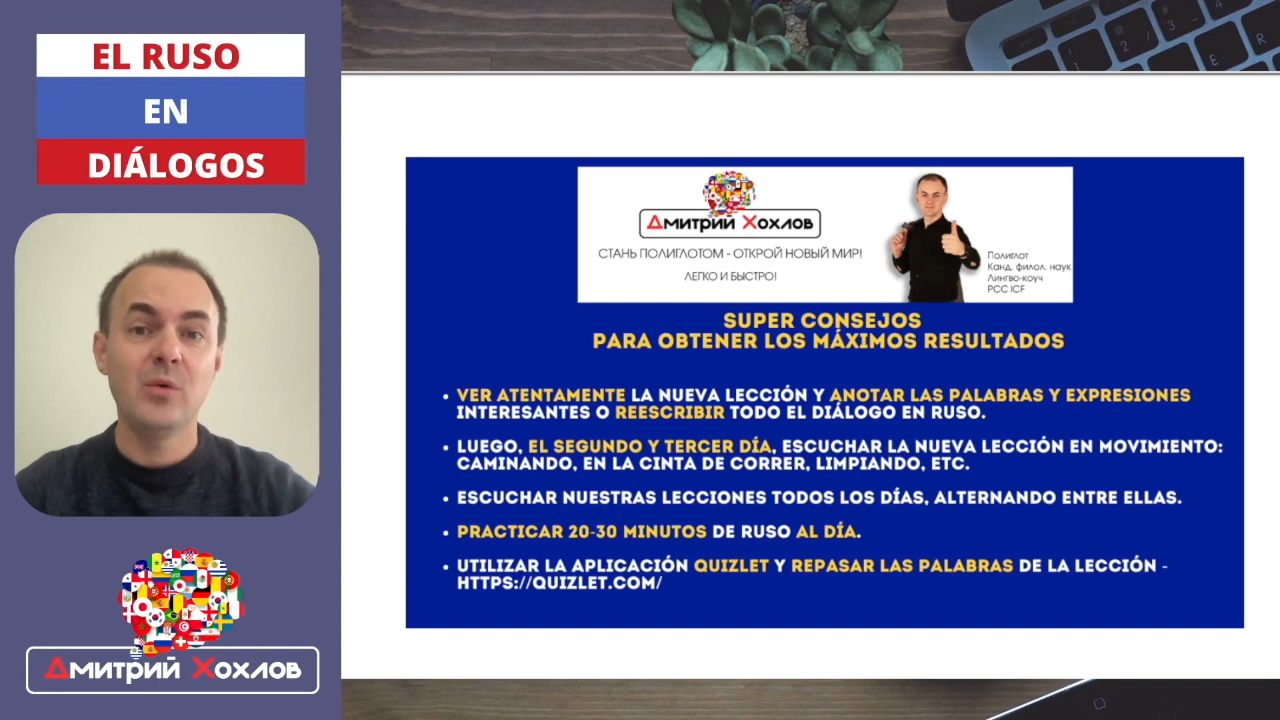 EL RUSO
EN
DIÁLOGOS
Дмитрий Хохлов
Дмитрий Хохлов
СТАНЬ ПОЛИГЛОТОМ - ОТКРОЙ НОВЫЙ МИР!
ЛЕГКО И БЫСТРО!
Полиглот
Канд. филол. наук
Лингво-коуч
PCC ICF
SUPER CONSEJOS
PARA OBTENER LOS MÁXIMOS RESULTADOS
• VER ATENTAMENTE LA NUEVA LECCIÓN Y ANOTAR LAS PALABRAS Y EXPRESIONES
INTERESANTES O REESCRIBIR TODO EL DIÁLOGO EN RUSO.
• LUEGO, EL SEGUNDO Y TERCER DÍA, ESCUCHAR LA NUEVA LECCIÓN EN MOVIMIENTO:
CAMINANDO, EN LA CINTA DE CORRER, LIMPIANDO, ETC.
• ESCUCHAR NUESTRAS LECCIONES TODOS LOS DÍAS, ALTERNANDO ENTRE ELLAS.
• PRACTICAR 20-30 MINUTOS DE RUSO AL DÍA.
• UTILIZAR LA APLICACIÓN QUIZLET Y REPASAR LAS PALABRAS DE LA LECCIÓN -
HTTPS://QUIZLET.COM/